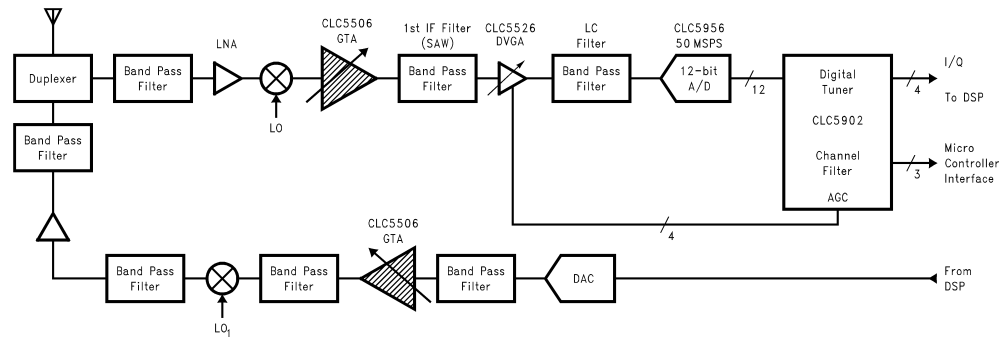 CLC5506
GTA
1st IF Filter
(SAW)
CLC5526
DVGA
LC
Filter
CLC5956
50 MSPS
LNA
Duplexer
Band Pass
Filter
LO
Band Pass
Filter
Band Pass
Filter
12-bit
A/D
12
Digital
Tuner
CLC5902
Channel
Filter
AGC
I/Q
4
To DSP
Micro
Controller
Interface
3
4
Band Pass
Filter
CLC5506
GTA
Band Pass
Filter
LO1
Band Pass
Filter
Band Pass
Filter
DAC
From
DSP